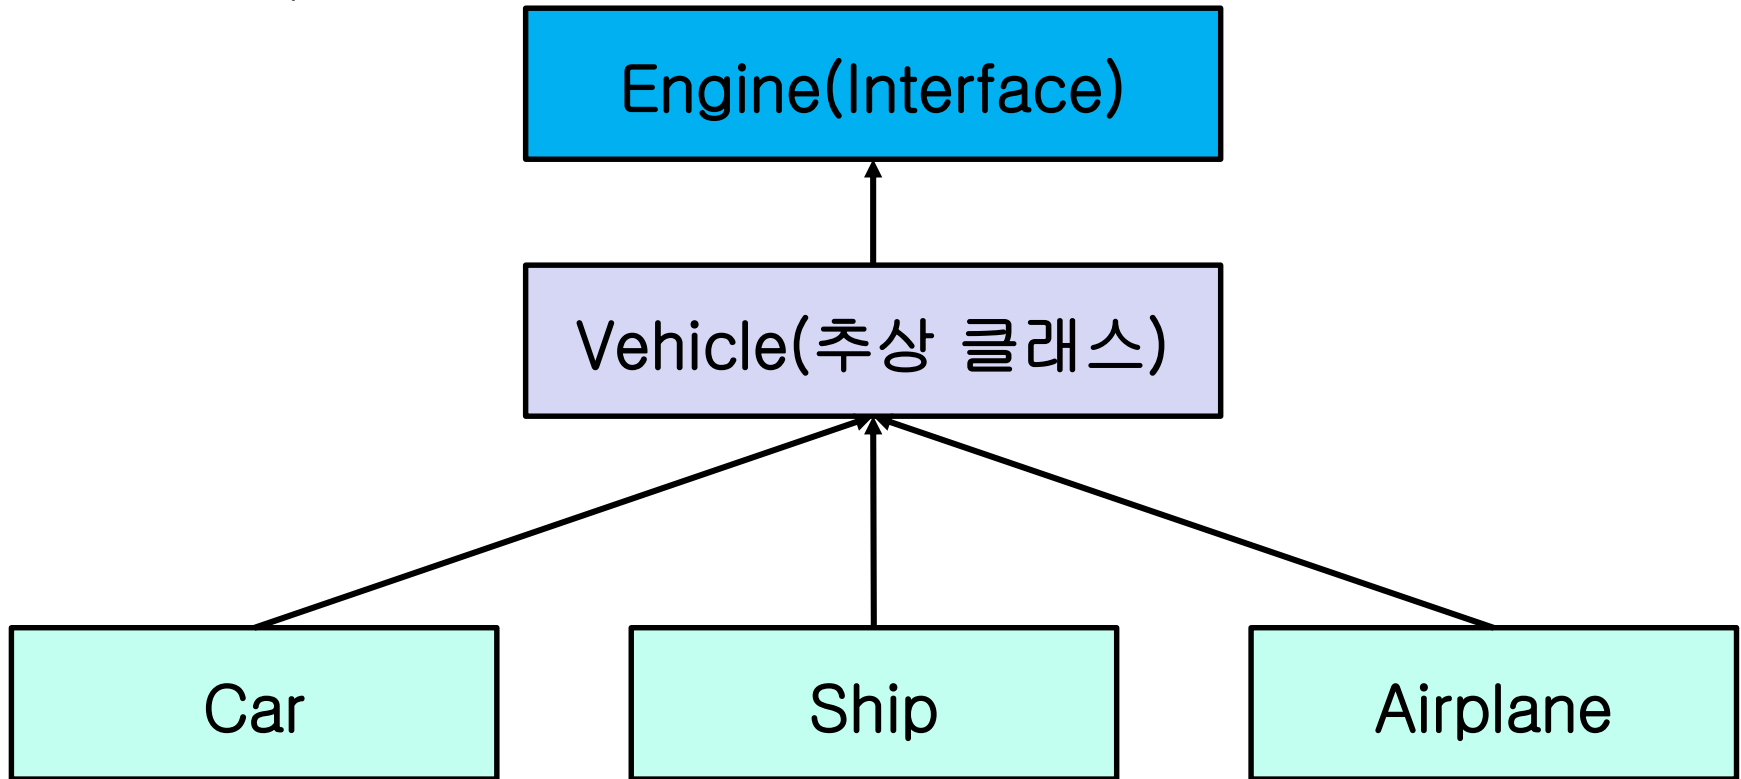 Engine(Interface)
Vehicle(추상 클래스)
Car
Ship
Airplane